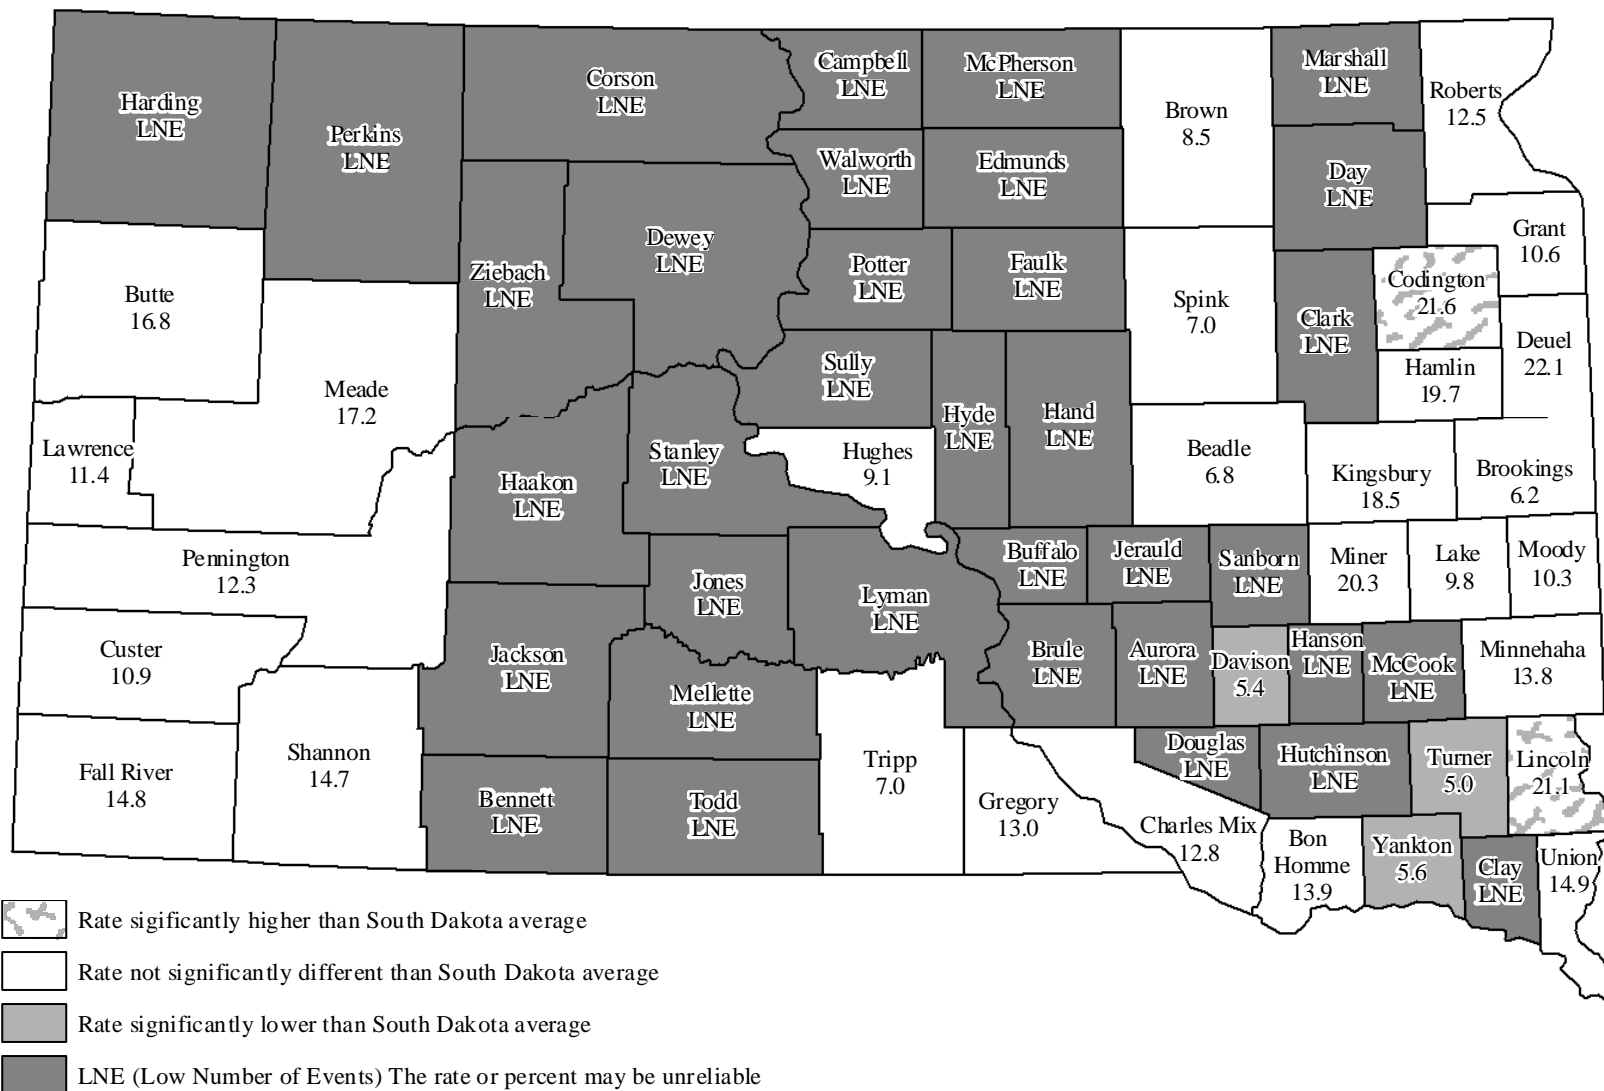 Harding
LNE
Perkins
LNE
Corson
LNE
Campbell
LNE
McPherson
LNE
Brown
8.5
Marshall
LNE
Roberts
12.5
Walworth
LNE
Edmunds
LNE
Day
LNE
Grant
10.6
Butte
16.8
Ziebach
LNE
Dewey
LNE
Potter
LNE
Faulk
LNE
Spink
7.0
Clark
LNE
Codington
21.6
Deuel
22.1
Hamlin
19.7
Meade
17.2
Sully
LNE
Hyde
LNE
Hand
LNE
Lawrence
11.4
Haakon
LNE
Stanley
LNE
Hughes
9.1
Beadle
6.8
Kingsbury
18.5
Brookings
6.2
Pennington
12.3
Jones
LNE
Lyman
LNE
Buffalo
LNE
Jerauld
LNE
Sanborn
LNE
Miner
20.3
Lake
9.8
Moody
10.3
Custer
10.9
Jackson
LNE
Mellette
LNE
Brule
LNE
Aurora
LNE
Davison
5.4
Hanson
LNE
McCook
LNE
Minnehaha
13.8
Fall River
14.8
Shannon
14.7
Bennett
LNE
Todd
LNE
Tripp
7.0
Gregory
13.0
Charles Mix
12.8
Douglas
LNE
Hutchinson
LNE
Turner
5.0
Lincoln
21.1
Bon
Homme
13.9
Yankton
5.6
Clay
LNE
Union
14.9
Rate sigificantly higher than South Dakota average
Rate not significantly different than South Dakota average
Rate significantly lower than South Dakota average
LNE (Low Number of Events) The rate or percent may be unreliable